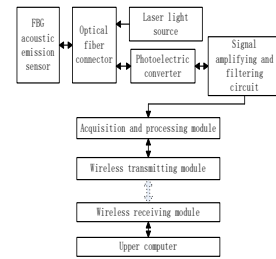 FBG
acoustic
emission
sensor
Optical
fiber
connector
Laser light
source
Photoelectric
converter
Signal
amplifying and
filtering
circuit
Acquisition and processing module
Wireless transmitting module
Wireless receiving module
Upper computer